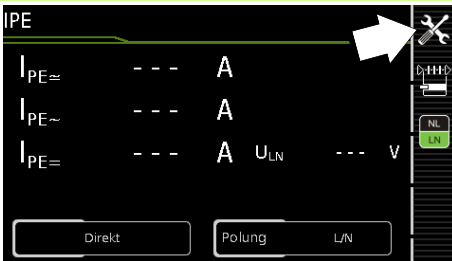 IPE
IPE≃ - - - A
IPE~ - - - A
IPE= - - - A ULN - - - V
NL
LN
Direkt Polung L/N